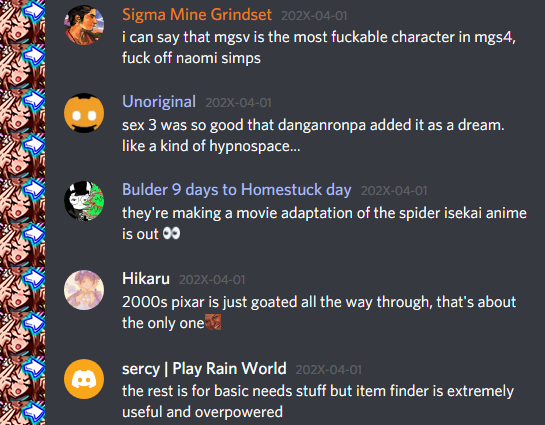 Sigma Mine Grindset 202X-04-01
i can say that mgsv is the most fuckable character in mgs4,
fuck off naomi simps
Unoriginal 202X-04-01
sex 3 was so good that danganronpa added it as a dream.
like a kind of hypnospace...
Bulder 9 days to Homestuck day 202X-04-01
they're making a movie adaptation of the spider isekai anime
is out 👀
Hikaru 202X-04-01
2000s pixar is just goated all the way through, that's about
the only one
sercy | Play Rain World 202X-04-01
the rest is for basic needs stuff but item finder is extremely
useful and overpowered